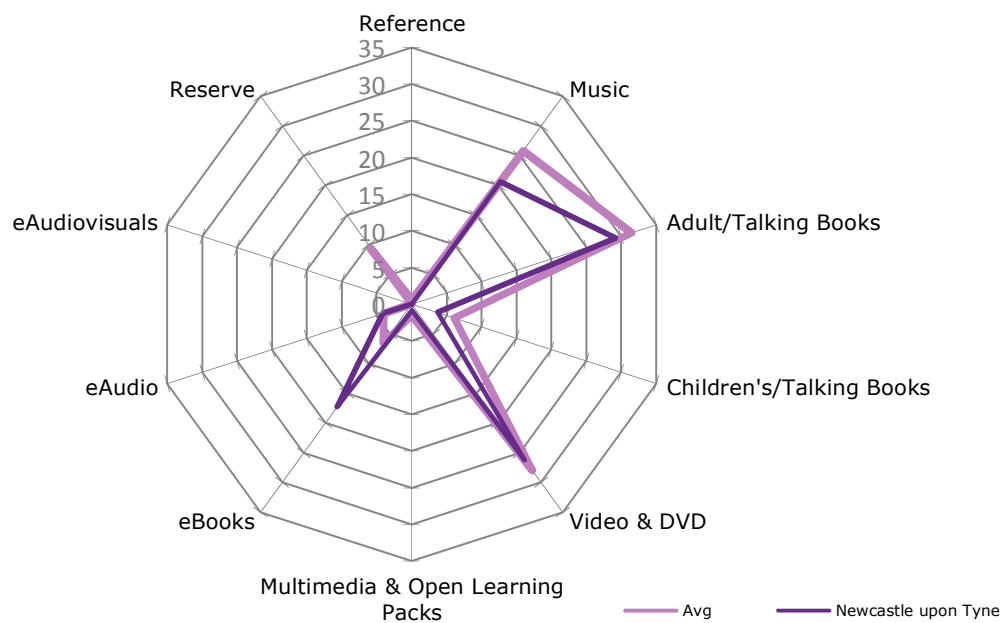 Reference
35
30
25
20
15
10
5
0
Music
Adult/Talking Books
Children's/Talking Books
Video & DVD
Multimedia & Open Learning
Packs
eBooks
eAudio
eAudiovisuals
Reserve
Avg
Newcastle upon Tyne